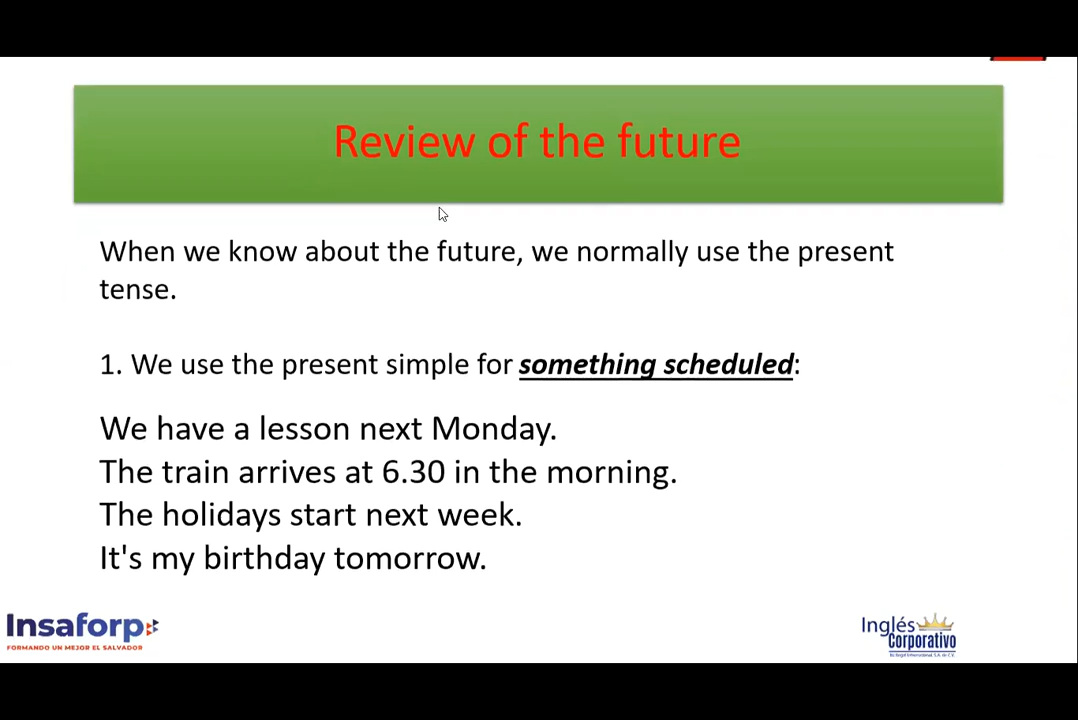 Review of the future
When we know about the future, we normally use the present
tense.
1. We use the present simple for something scheduled:
We have a lesson next Monday.
The train arrives at 6.30 in the morning.
The holidays start next week.
It's my birthday tomorrow.
Insaforp
FORMANDO UN MEJOR EL SALVADOR
Inglés
Corporativo